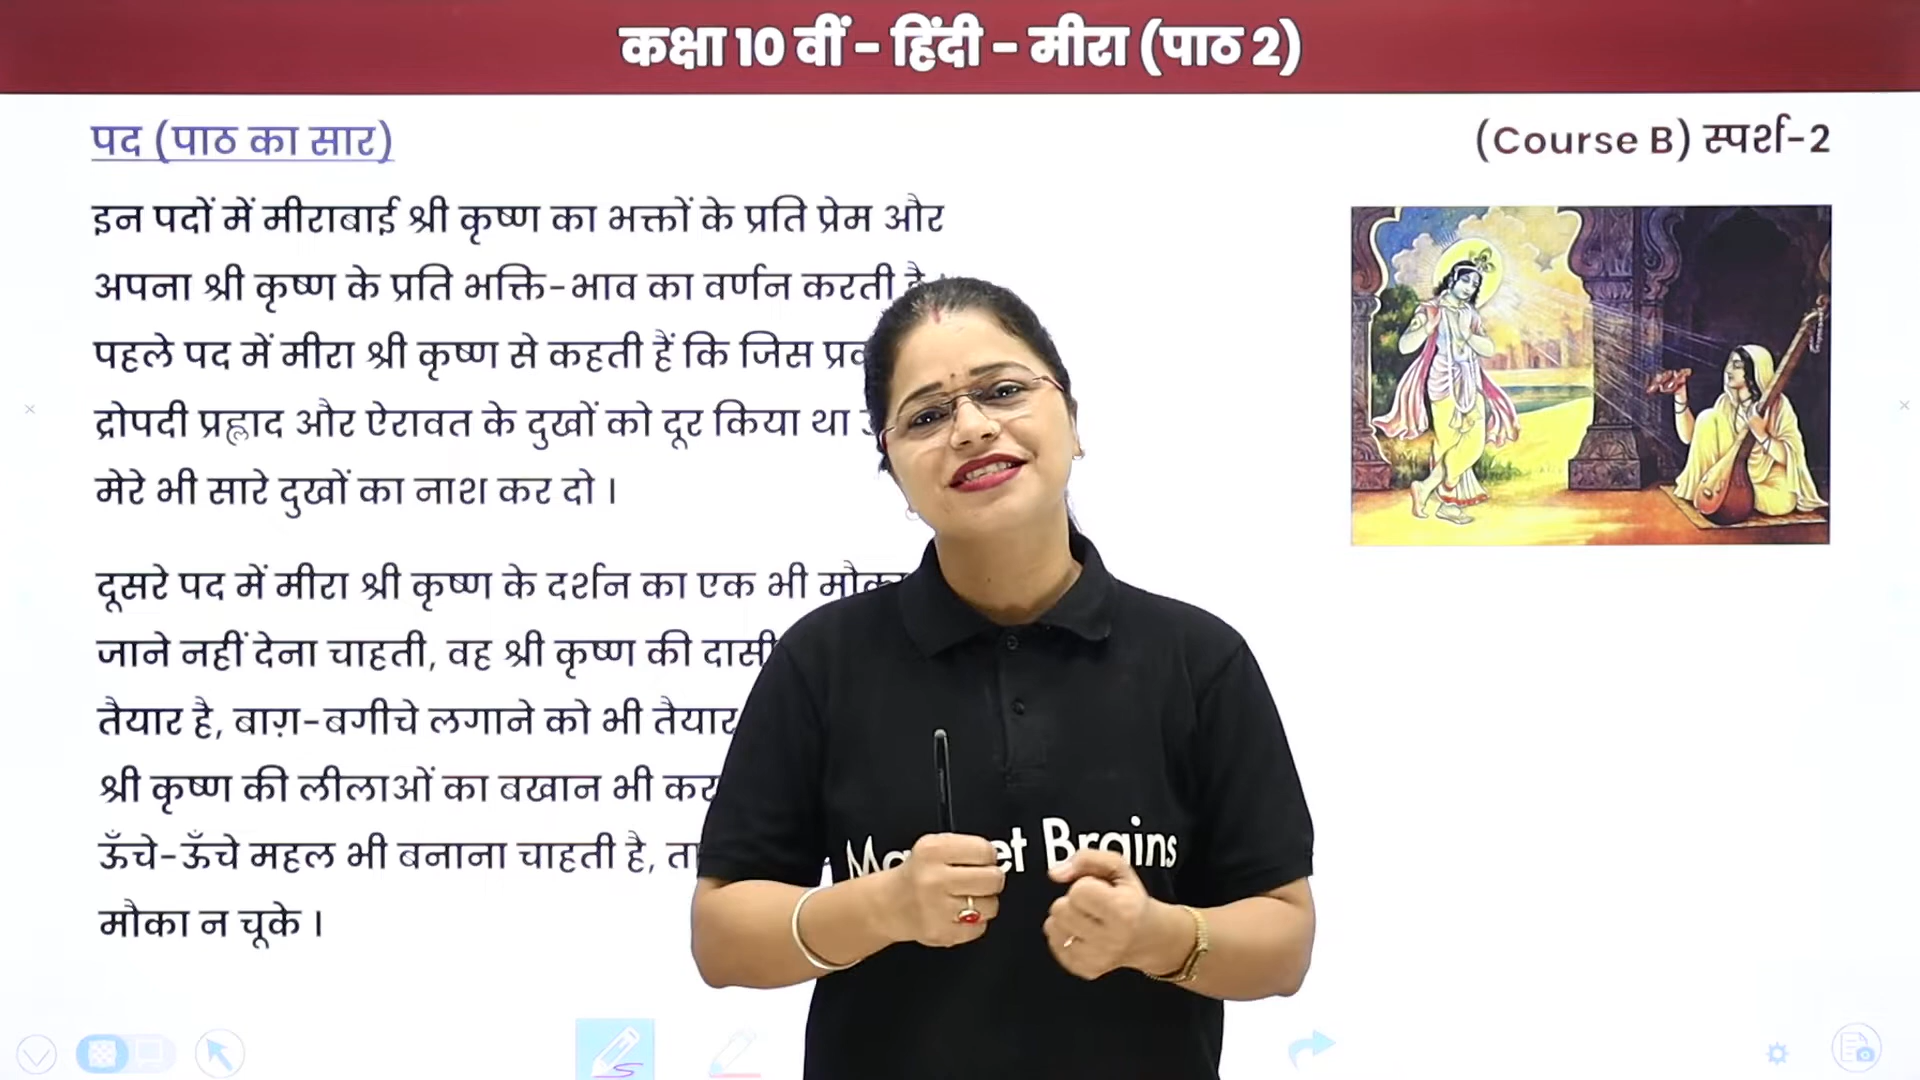 कक्षा 10 वीं - हिंदी - मीरा (पाठ 2)
पद (पाठ का सार)
(Course B) स्पर्श-2
इन पदों में मीराबाई श्री कृष्ण का भक्तों के प्रति प्रेम और
अपना श्री कृष्ण के प्रति भक्ति-भाव का वर्णन करती
पहले पद में मीरा श्री कृष्ण से कहती हैं कि जिस
द्रोपदी प्रह्लाद और ऐरावत के दुखों को दूर किया था
मेरे भी सारे दुखों का नाश कर दो ।
दूसरे पद में मीरा श्री कृष्ण के दर्शन का एक भी
जाने नहीं देना चाहती, वह श्री कृष्ण की दासी
तैयार है, बाग़-बगीचे लगाने को भी तैयार
श्री कृष्ण की लीलाओं का बखान भी
ऊँचे-ऊँचे महल भी बनाना चाहती है,
मौका न चूके ।
Brains